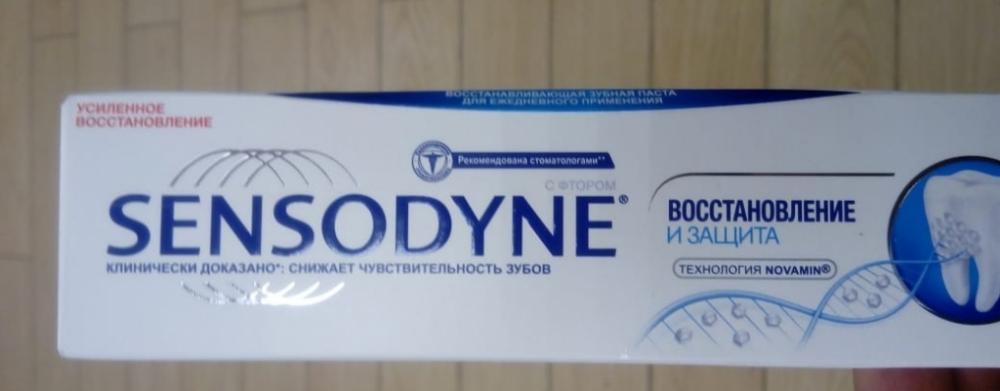 ВОССТАНАВЛИВАЮЩАЯ ЗУБНАЯ ПАСТА
ДЛЯ ЕЖЕДНЕВНОГО ПРИМЕНЕНИЯ
УСИЛЕННОЕ
ВОССТАНОВЛЕНИЕ
Рекомендована стоматологами**
С ФТОРОМ
SENSODYNE®
КЛИНИЧЕСКИ ДОКАЗАНО*: СНИЖАЕТ ЧУВСТВИТЕЛЬНОСТЬ ЗУБОВ
ВОССТАНОВЛЕНИЕ
И ЗАЩИТА
ТЕХНОЛОГИЯ NOVAMIN®